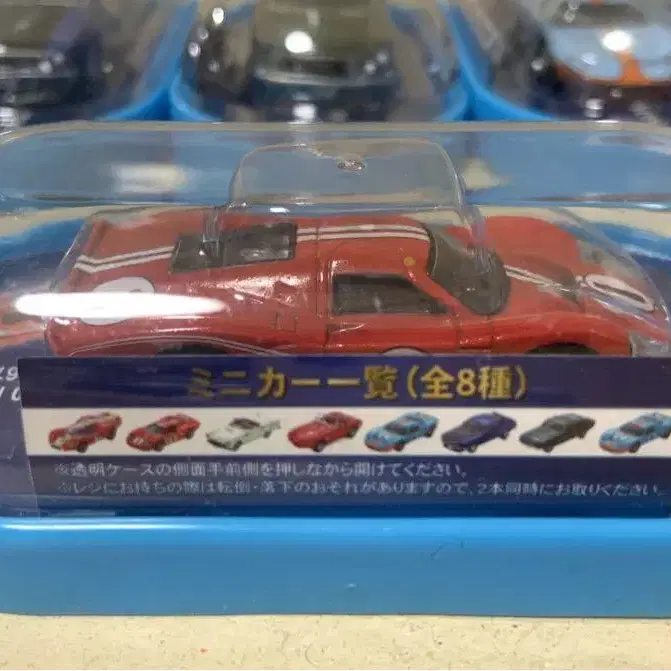 ミニカー一覧(全8種)
※透明ケースの側面手前側を押しながら開けてください。
※レジにお持ちの際は転倒・落下のおそれがありますので、2本同時にお取りください。